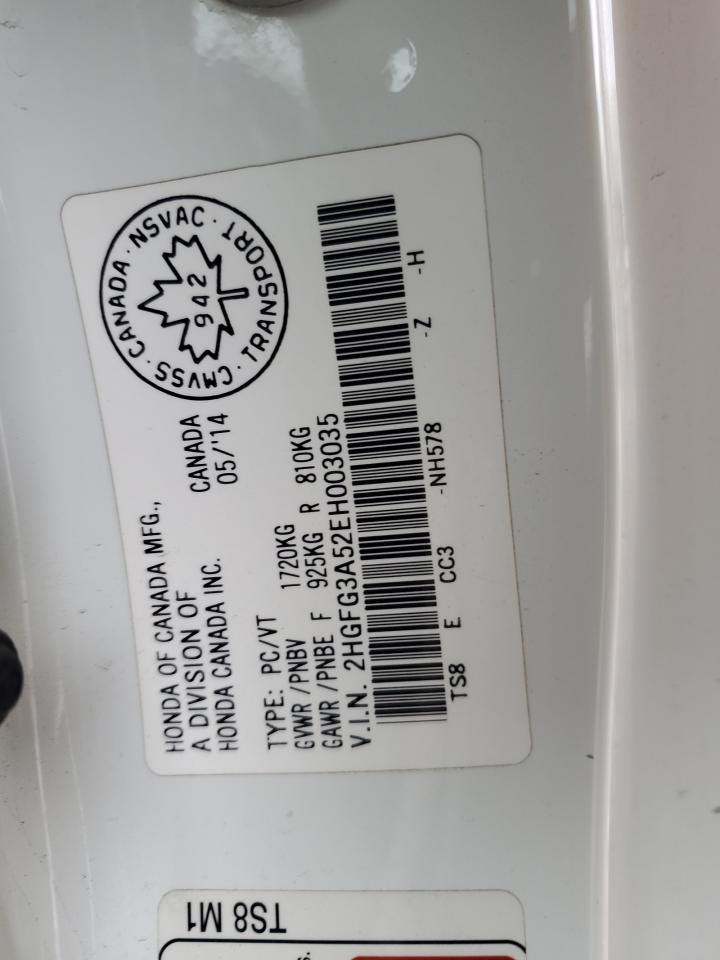 HONDA OF CANADA MFG.,
A DIVISION OF
HONDA CANADA INC.
CANADA
05/'14
CMVSS · CANADA · NSVAC · TRANSPORT ·
942
TYPE: PC/VT
GVWR /PNBV 1720KG
GAWR /PNBE F 925KG R 810KG
V.I.N. 2HGFG3A52EH003035
TS8 E CC3 -NH578 -Z -H
TS8 M1